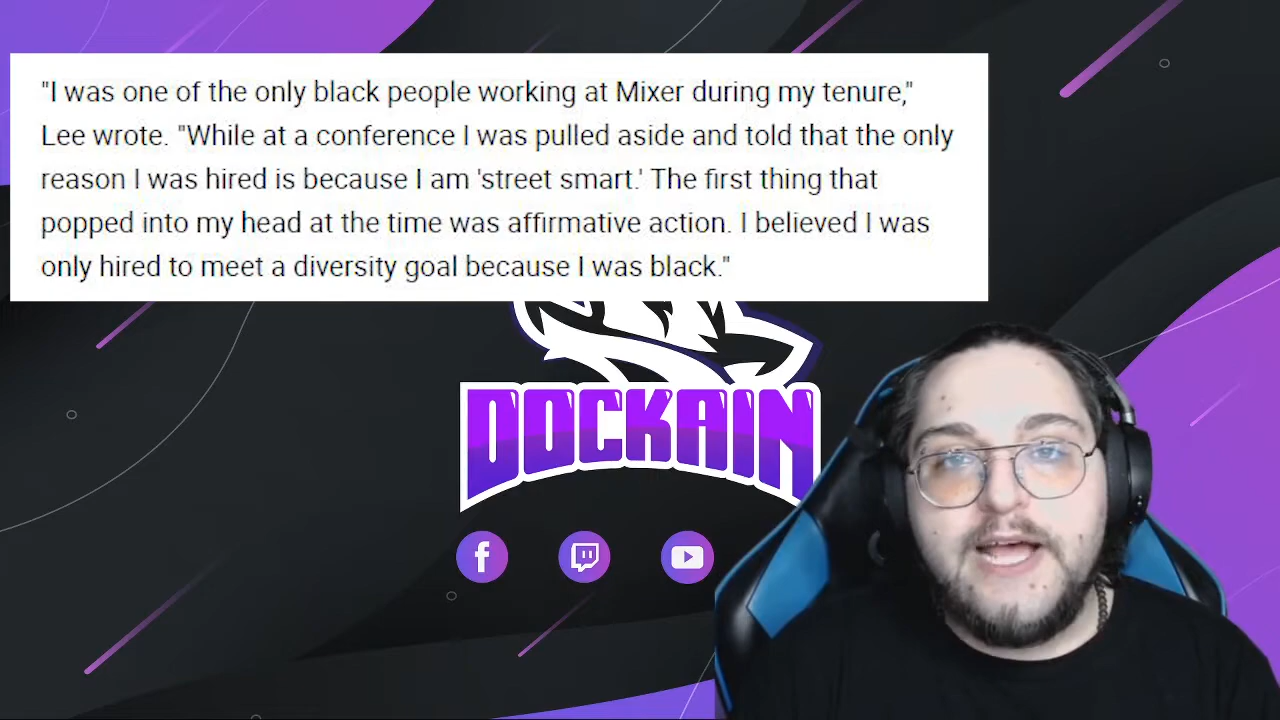 "I was one of the only black people working at Mixer during my tenure,"
Lee wrote. "While at a conference I was pulled aside and told that the only
reason I was hired is because I am 'street smart.' The first thing that
popped into my head at the time was affirmative action. I believed I was
only hired to meet a diversity goal because I was black."
DOCKAIN
f